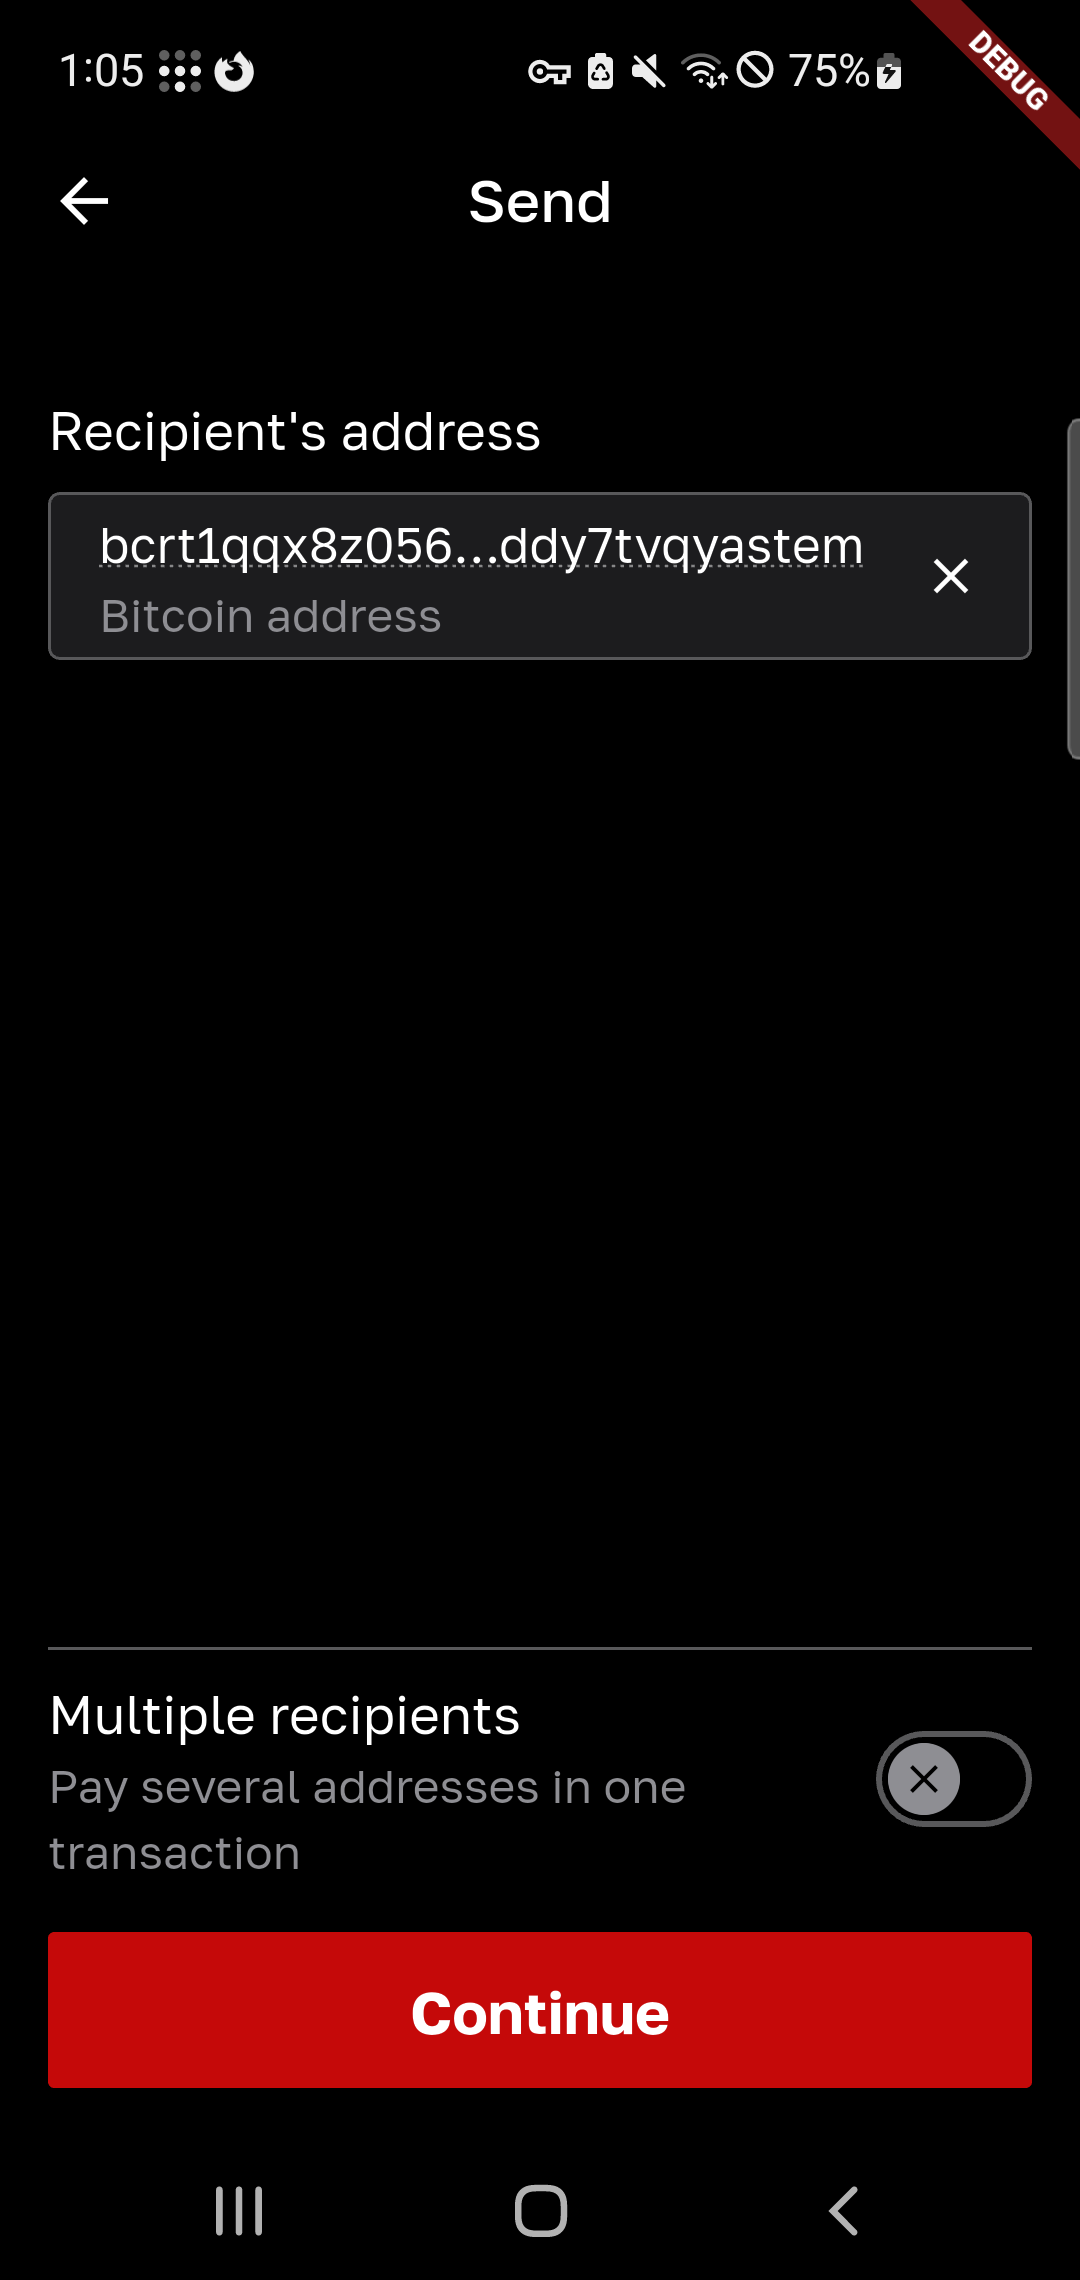 1:05
75%
DEBUG
Send
Recipient's address
bcrt1qqx8z056...ddy7tvqyastem
Bitcoin address
Multiple recipients
Pay several addresses in one
transaction
Continue